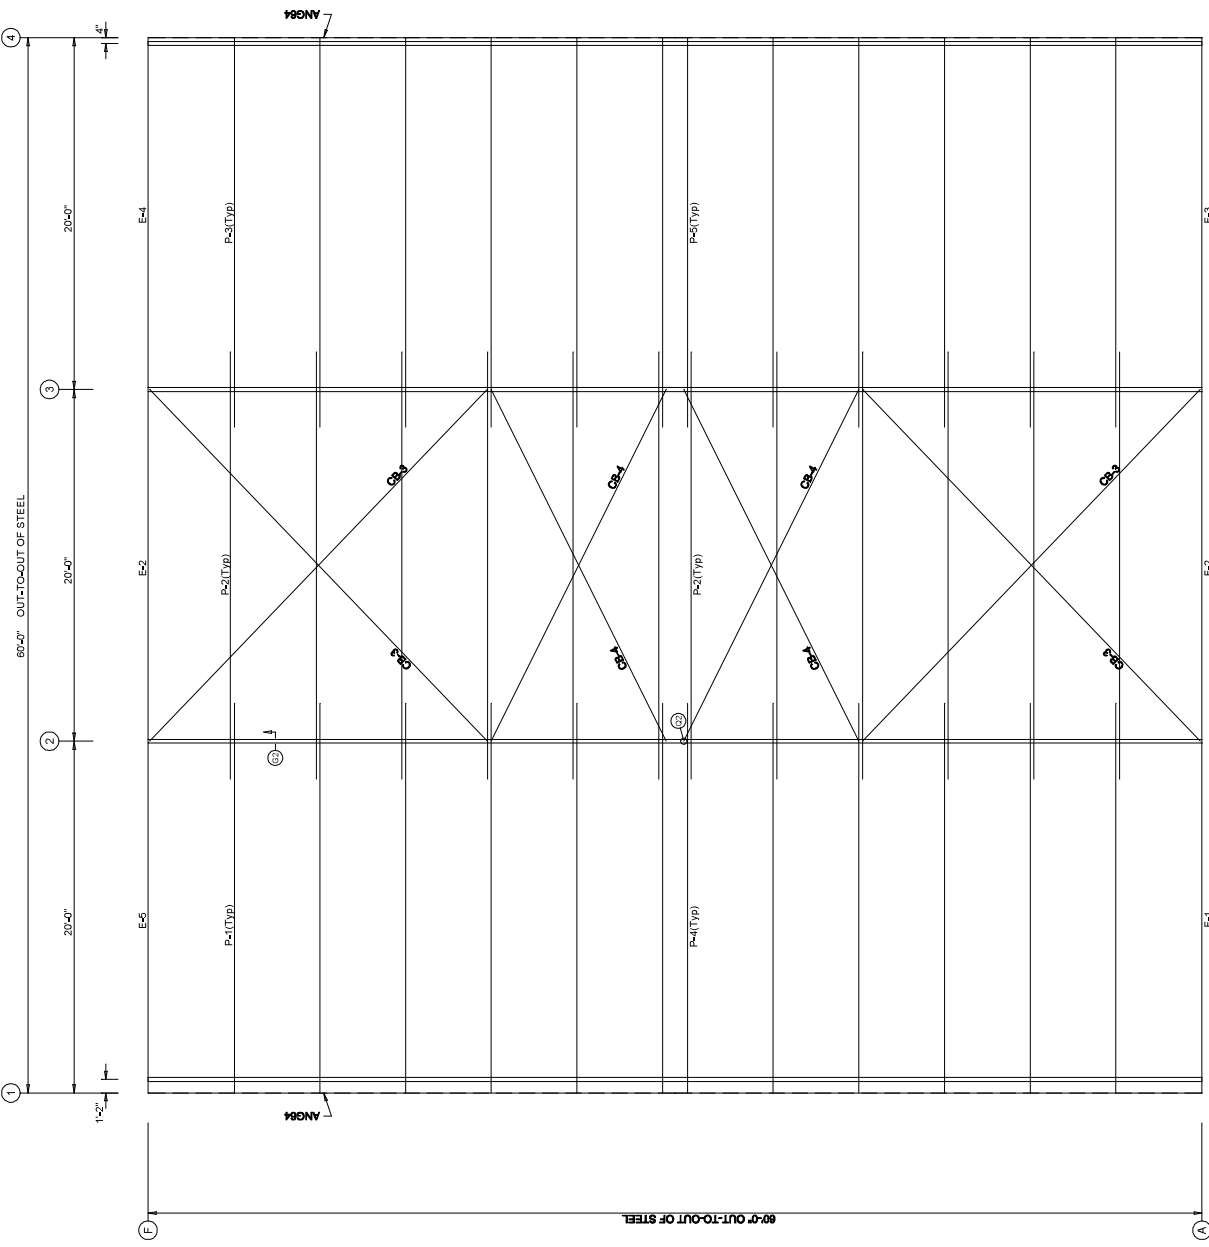 4
4"
ANG64
60'-0" OUT-TO-OUT OF STEEL
20'-0"
E-4
P-3(Typ)
P-5(Typ)
E-3
3
CB-3
CB-4
CB-4
CB-3
20'-0"
E-2
P-2(Typ)
P-2(Typ)
E-2
CB-3
CB-4
CB-4
CB-3
2
G2
G2
20'-0"
E-5
P-1(Typ)
P-4(Typ)
E-1
1
1'-2"
ANG64
F
60'-0" OUT-TO-OUT OF STEEL
A